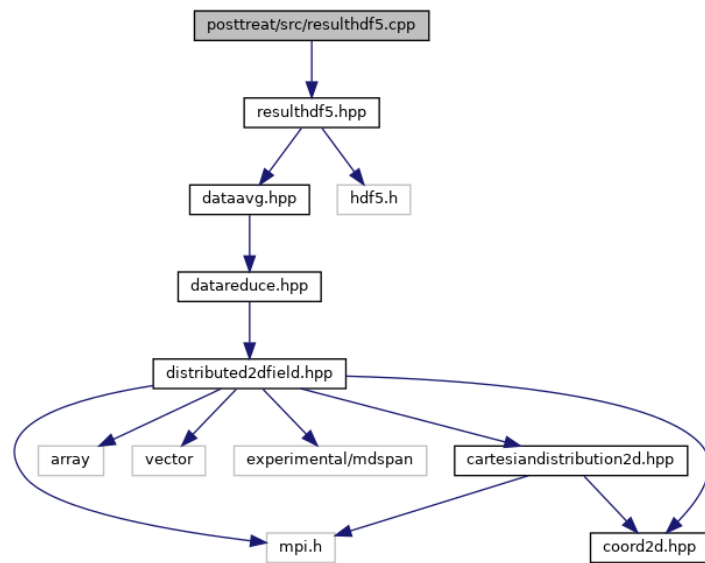 posttreat/src/resulthdf5.cpp
resulthdf5.hpp
dataavg.hpp
hdf5.h
datareduce.hpp
distributed2dfield.hpp
array
vector
experimental/mdspan
cartesiandistribution2d.hpp
mpi.h
coord2d.hpp